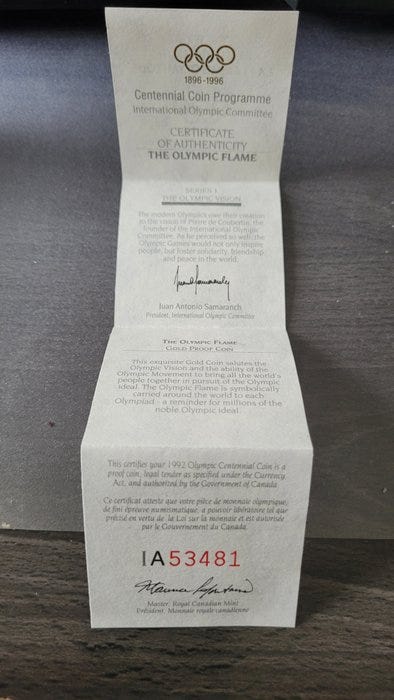 1896-1996
Centennial Coin Programme
International Olympic Committee
CERTIFICATE
OF AUTHENTICITY
THE OLYMPIC FLAME
SERIES I
THE OLYMPIC VISION
The modern Olympics owe their creation
to the vision of Pierre de Coubertin, the
founder of the International Olympic
Committee. As he perceived so well, the
Olympic Games would not only inspire
people, but foster solidarity, friendship
and peace in the world.
Juan Antonio Samaranch
President, International Olympic Committee
THE OLYMPIC FLAME
GOLD PROOF COIN
This exquisite Gold Coin salutes the
Olympic Vision and the ability of the
Olympic Movement to bring all the world's
people together in pursuit of the Olympic
ideal. The Olympic Flame is symbolically
carried around the world to each
Olympiad - a reminder for millions of the
noble Olympic ideal.
This certifies your 1992 Olympic Centennial Coin is a
proof coin, legal tender as specified under the Currency
Act, and authorized by the Government of Canada.
Ce certificat atteste que votre pièce de monnaie olympique,
de fini épreuve numismatique, a pouvoir libératoire tel que
précisé en vertu de la Loi sur la monnaie et est autorisée
par le Gouvernement du Canada.
IA53481
Master, Royal Canadian Mint
Président, Monnaie royale canadienne